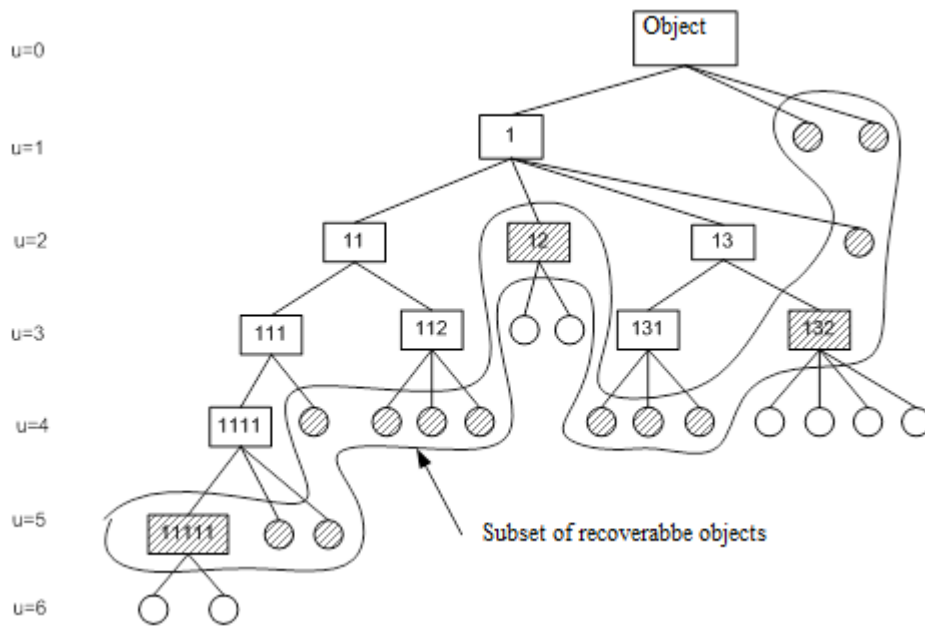 u=0
Object
u=1
1
u=2
11
12
13
u=3
111
112
131
132
u=4
1111
u=5
11111
Subset of recoverabbe objects
u=6